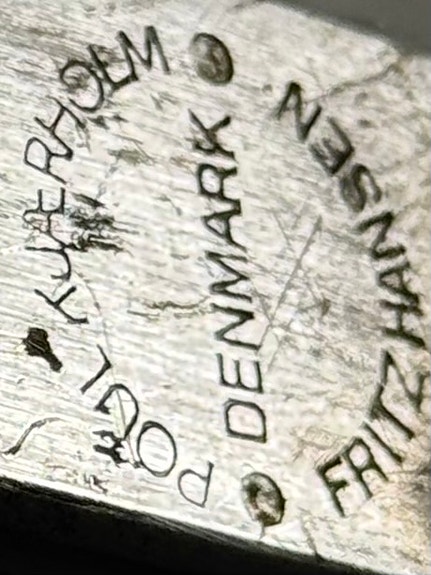 POUL KJÆRHOLM
DENMARK
FRITZ HANSEN